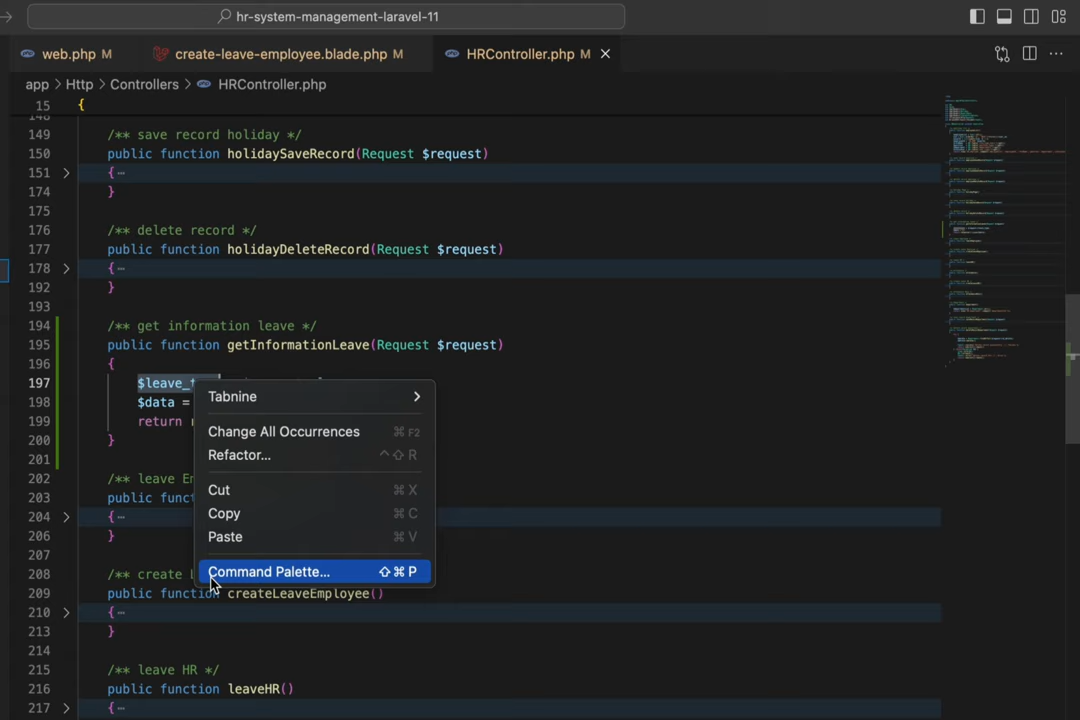 hr-system-management-laravel-11
web.php M
create-leave-employee.blade.php M
HRController.php M
app > Http > Controllers > HRController.php
15 {
148
149 /** save record holiday */
150 public function holidaySaveRecord(Request $request)
151 {
174 }
175
176 /** delete record */
177 public function holidayDeleteRecord(Request $request)
178 {
192 }
193
194 /** get information leave */
195 public function getInformationLeave(Request $request)
196 {
197 $leave_
198 $data =
199 return
200 }
201
202 /** leave
203 public
204 {
206 }
207
208 /** create
209 public function createLeaveEmployee()
210 {
213 }
214
215 /** leave HR */
216 public function leaveHR()
217 {
Tabnine
Change All Occurrences ⌘ F2
Refactor... ^ ⇧ R
Cut ⌘ X
Copy ⌘ C
Paste ⌘ V
Command Palette... ⇧ ⌘ P